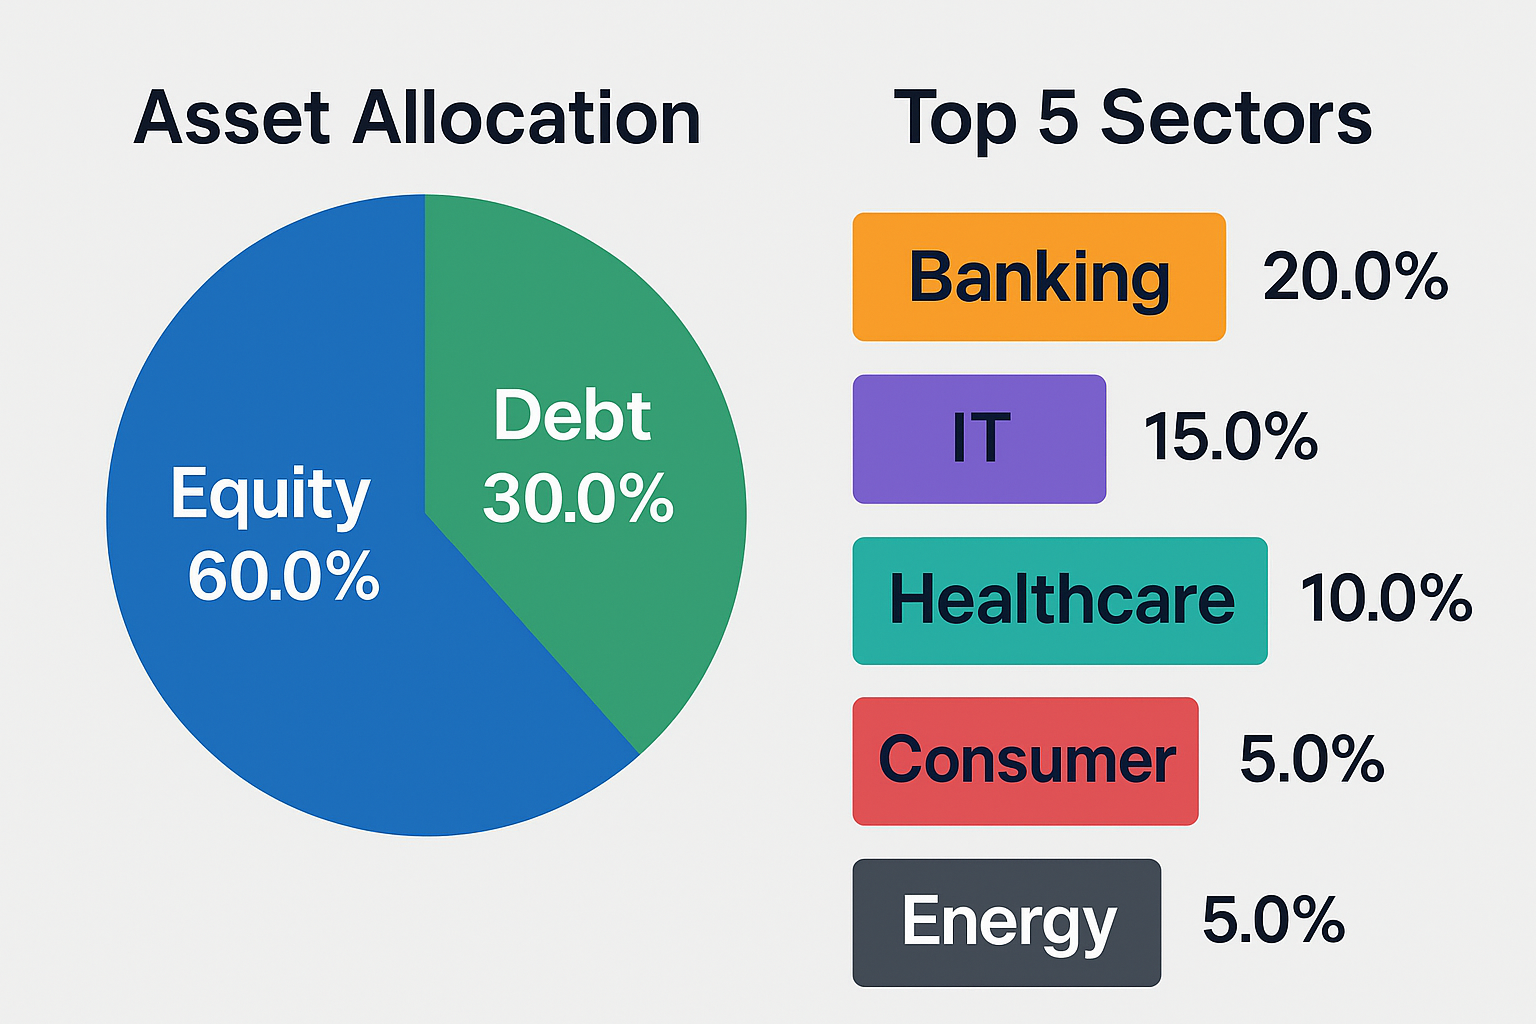 Asset Allocation
Equity
60.0%
Debt
30.0%
Top 5 Sectors
Banking 20.0%
IT 15.0%
Healthcare 10.0%
Consumer 5.0%
Energy 5.0%